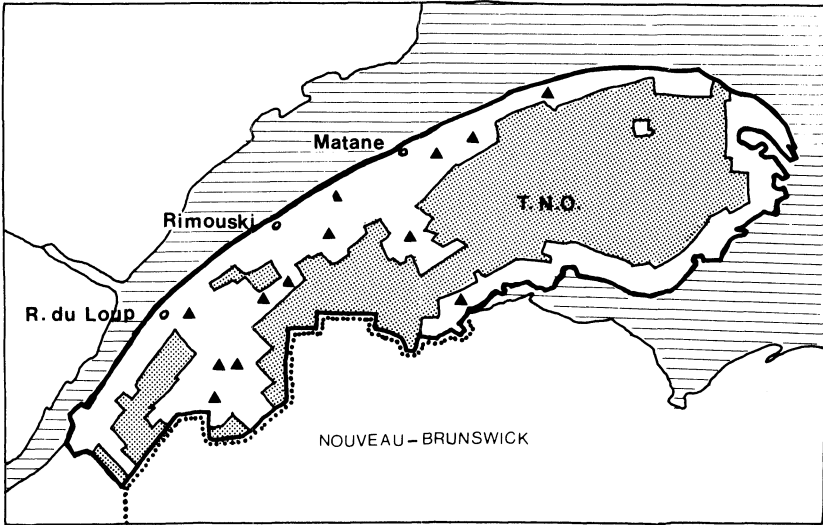 Matane
T.N.O.
Rimouski
R. du Loup
NOUVEAU-BRUNSWICK